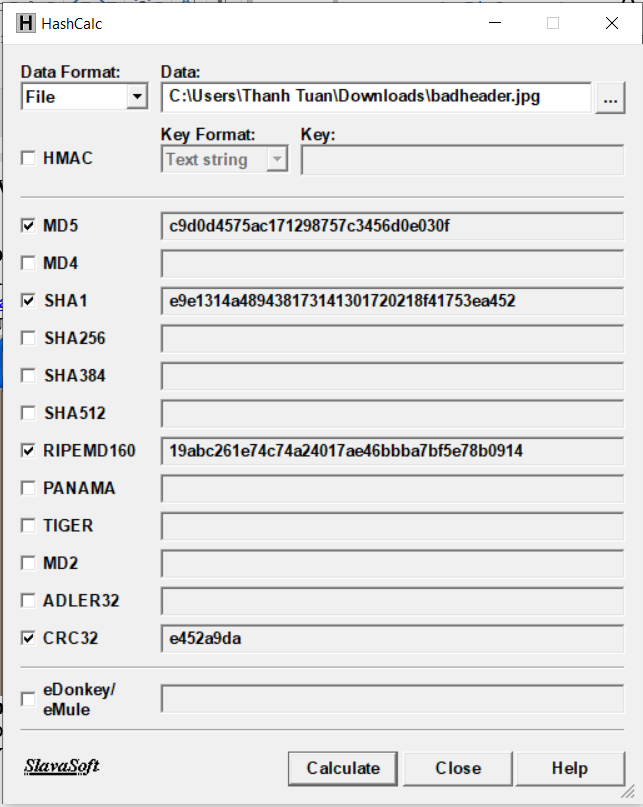 HashCalc
Data Format: Data:
File C:\Users\Thanh Tuan\Downloads\badheader.jpg ...
Key Format: Key:
HMAC Text string
MD5 c9d0d4575ac171298757c3456d0e030f
MD4
SHA1 e9e1314a489438173141301720218f41753ea452
SHA256
SHA384
SHA512
RIPEMD160 19abc261e74c74a24017ae46bbba7bf5e78b0914
PANAMA
TIGER
MD2
ADLER32
CRC32 e452a9da
eDonkey/
eMule
SlavaSoft Calculate Close Help